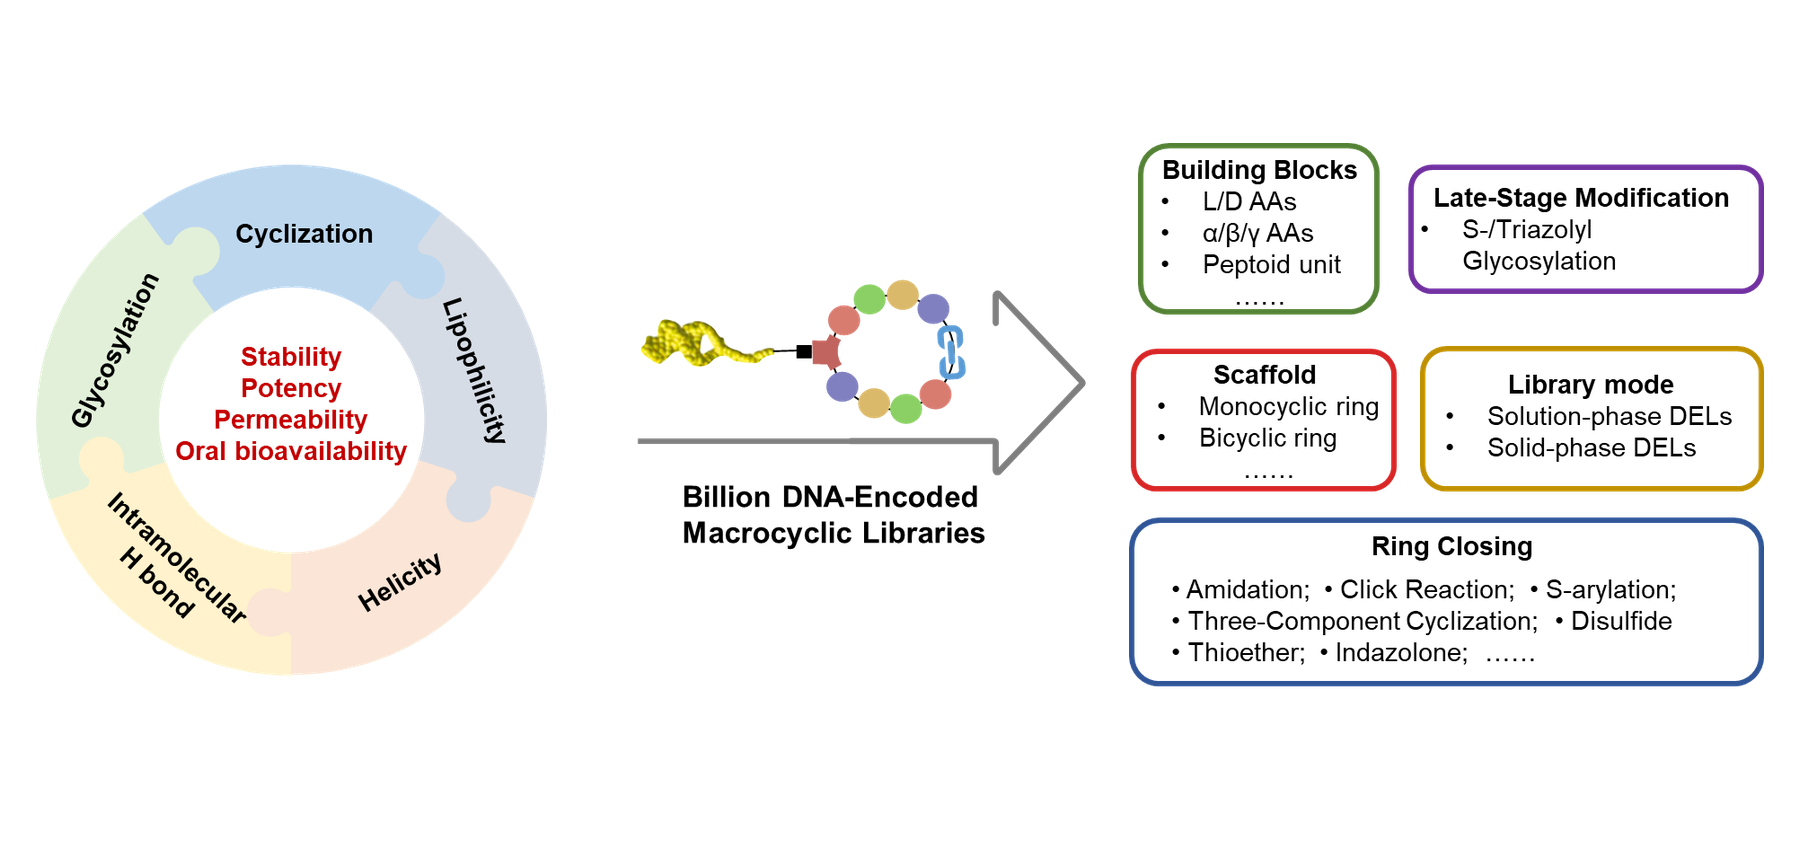 Cyclization
Lipophilicity
Helicity
Intramolecular
H bond
Glycosylation
Stability
Potency
Permeability
Oral bioavailability
Billion DNA-Encoded
Macrocyclic Libraries
Building Blocks
• L/D AAs
• α/β/γ AAs
• Peptoid unit
……
Late-Stage Modification
• S-/Triazolyl
Glycosylation
Scaffold
• Monocyclic ring
• Bicyclic ring
……
Library mode
• Solution-phase DELs
• Solid-phase DELs
Ring Closing
• Amidation; • Click Reaction; • S-arylation;
• Three-Component Cyclization; • Disulfide
• Thioether; • Indazolone; ……